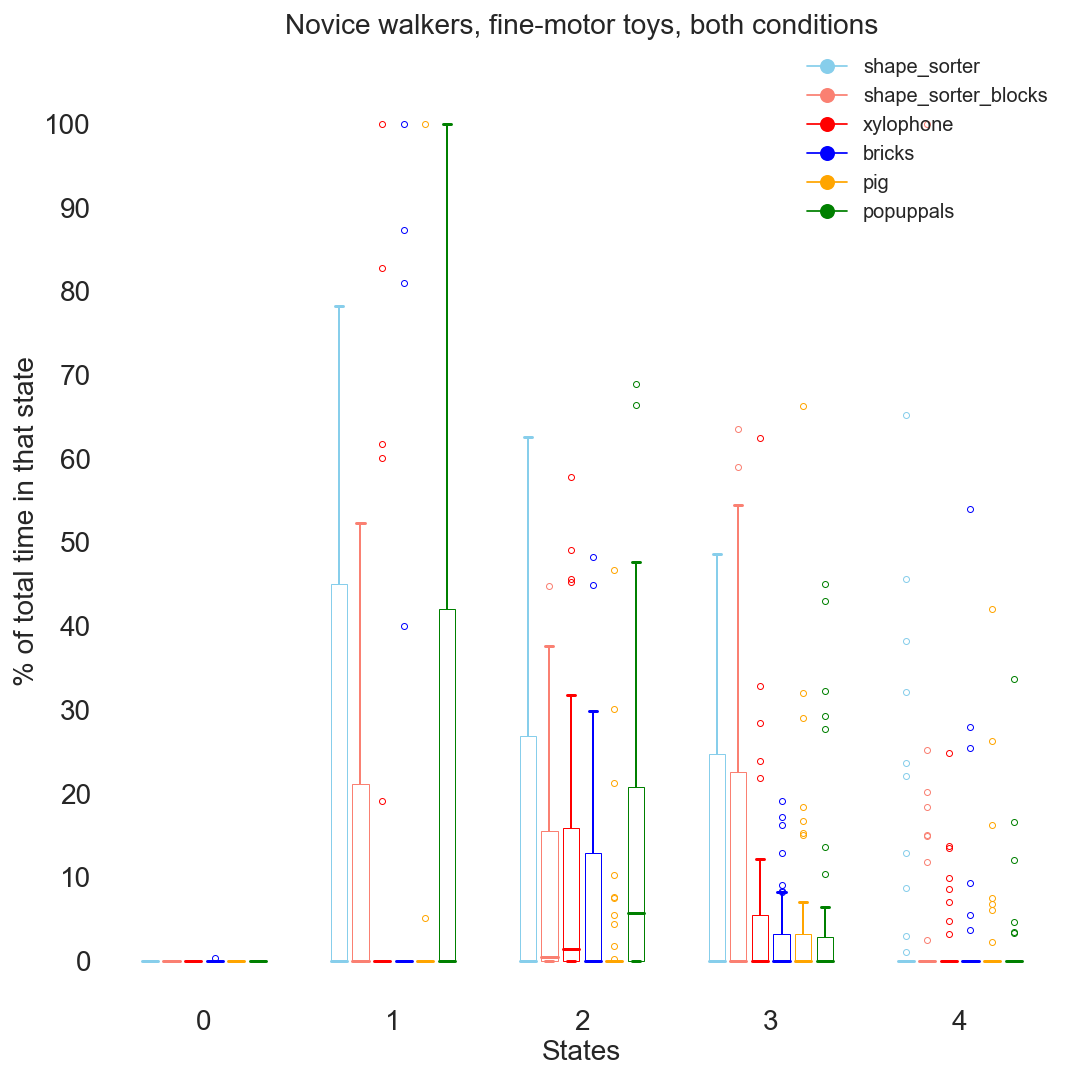 Novice walkers, fine-motor toys, both conditions
shape_sorter
shape_sorter_blocks
xylophone
bricks
pig
popuppals
% of total time in that state
100
90
80
70
60
50
40
30
20
10
0
0 1 2 3 4
States